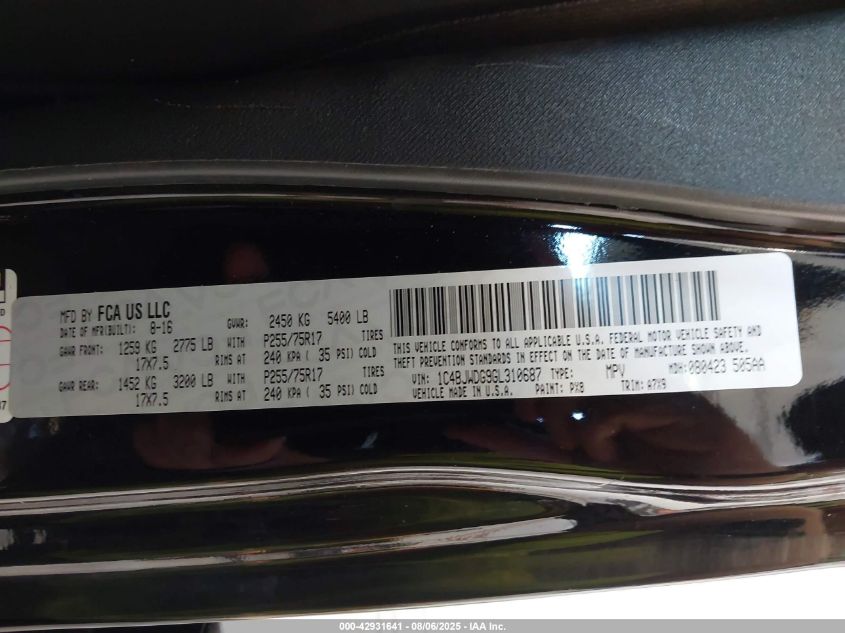 MFD BY FCA US LLC
DATE OF MFR(BUILT): 8-16 GVWR: 2450 KG 5400 LB
GAWR FRONT: 1259 KG 2775 LB WITH P255/75R17 TIRES
17X7.5 RIMS AT 240 KPA ( 35 PSI) COLD
GAWR REAR: 1452 KG 3200 LB WITH P255/75R17 TIRES
17X7.5 RIMS AT 240 KPA ( 35 PSI) COLD
THIS VEHICLE CONFORMS TO ALL APPLICABLE U.S.A. FEDERAL MOTOR VEHICLE SAFETY AND
THEFT PREVENTION STANDARDS IN EFFECT ON THE DATE OF MANUFACTURE SHOWN ABOVE.
VIN: 1C4BJWDG9GL310687 TYPE: MPV MDH: 080423 505AA
VEHICLE MADE IN U.S.A. PAINT: PX8 TRIM: A7X9
000-42931641 - 08/06/2025 - IAA Inc.